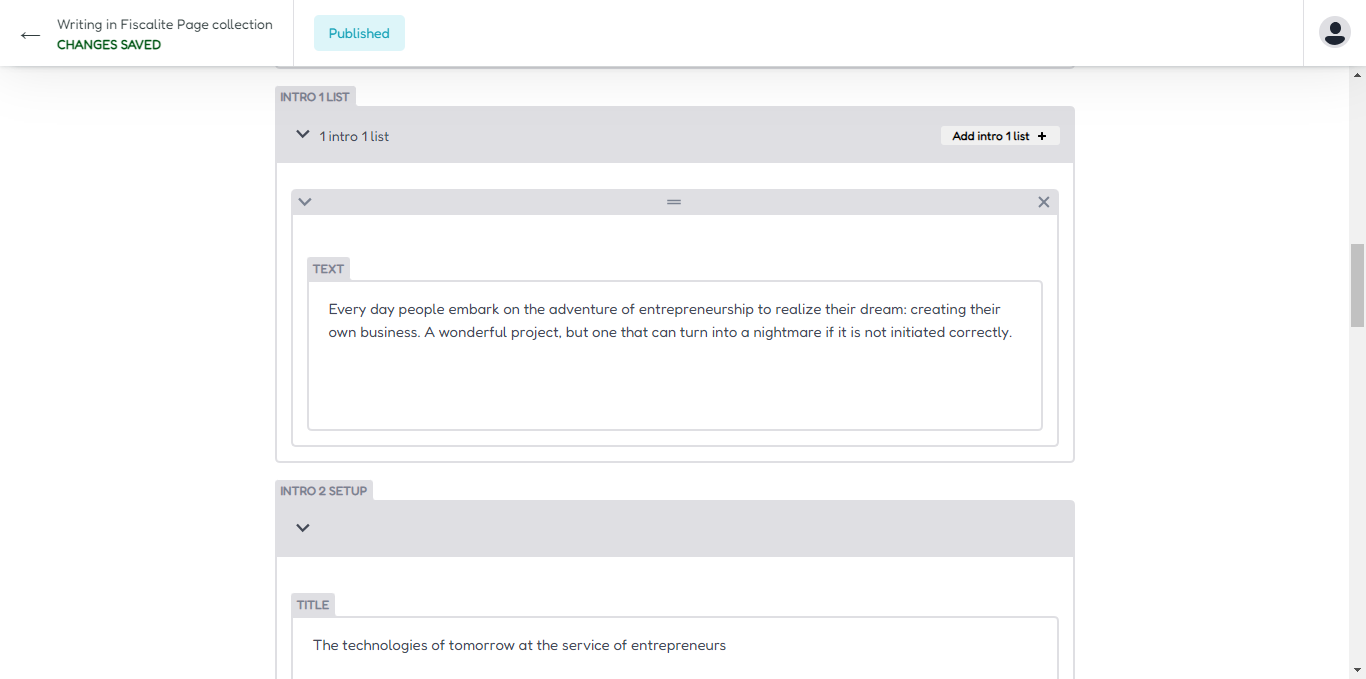 Writing in Fiscalite Page collection
CHANGES SAVED
Published
INTRO 1 LIST
1 intro 1 list
Add intro 1 list +
TEXT
Every day people embark on the adventure of entrepreneurship to realize their dream: creating their
own business. A wonderful project, but one that can turn into a nightmare if it is not initiated correctly.
INTRO 2 SETUP
TITLE
The technologies of tomorrow at the service of entrepreneurs